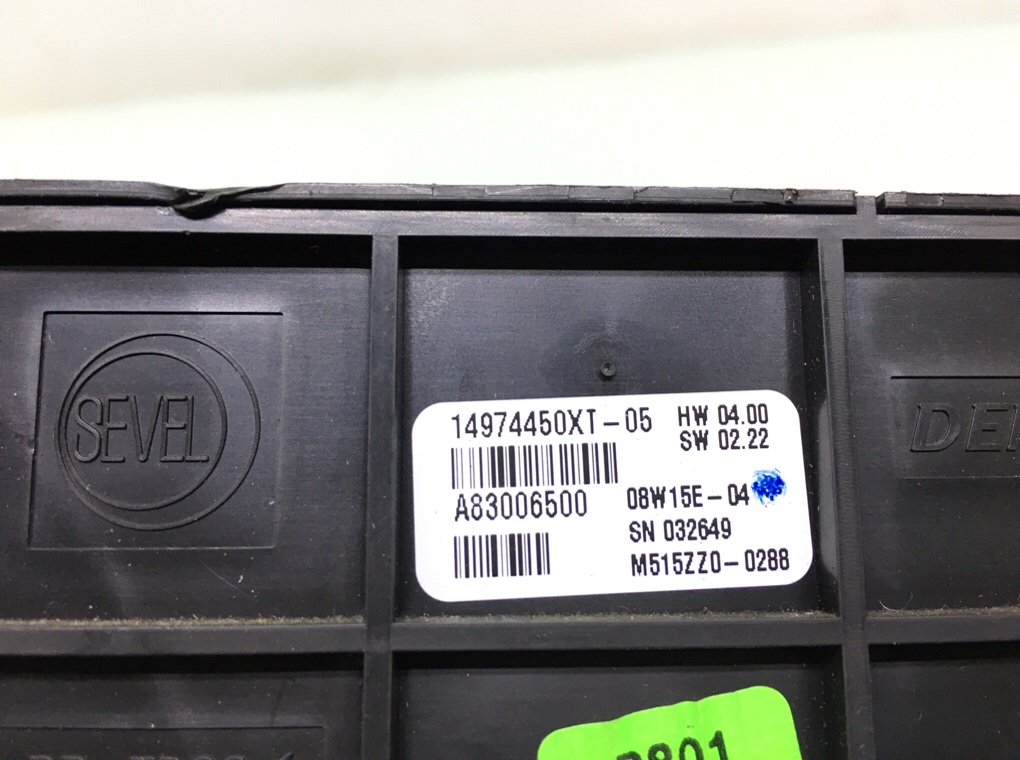 SEVEL
14974450XT-05
HW 04.00
SW 02.22
A83006500
08W15E-04
SN 032649
M515ZZ0-0288